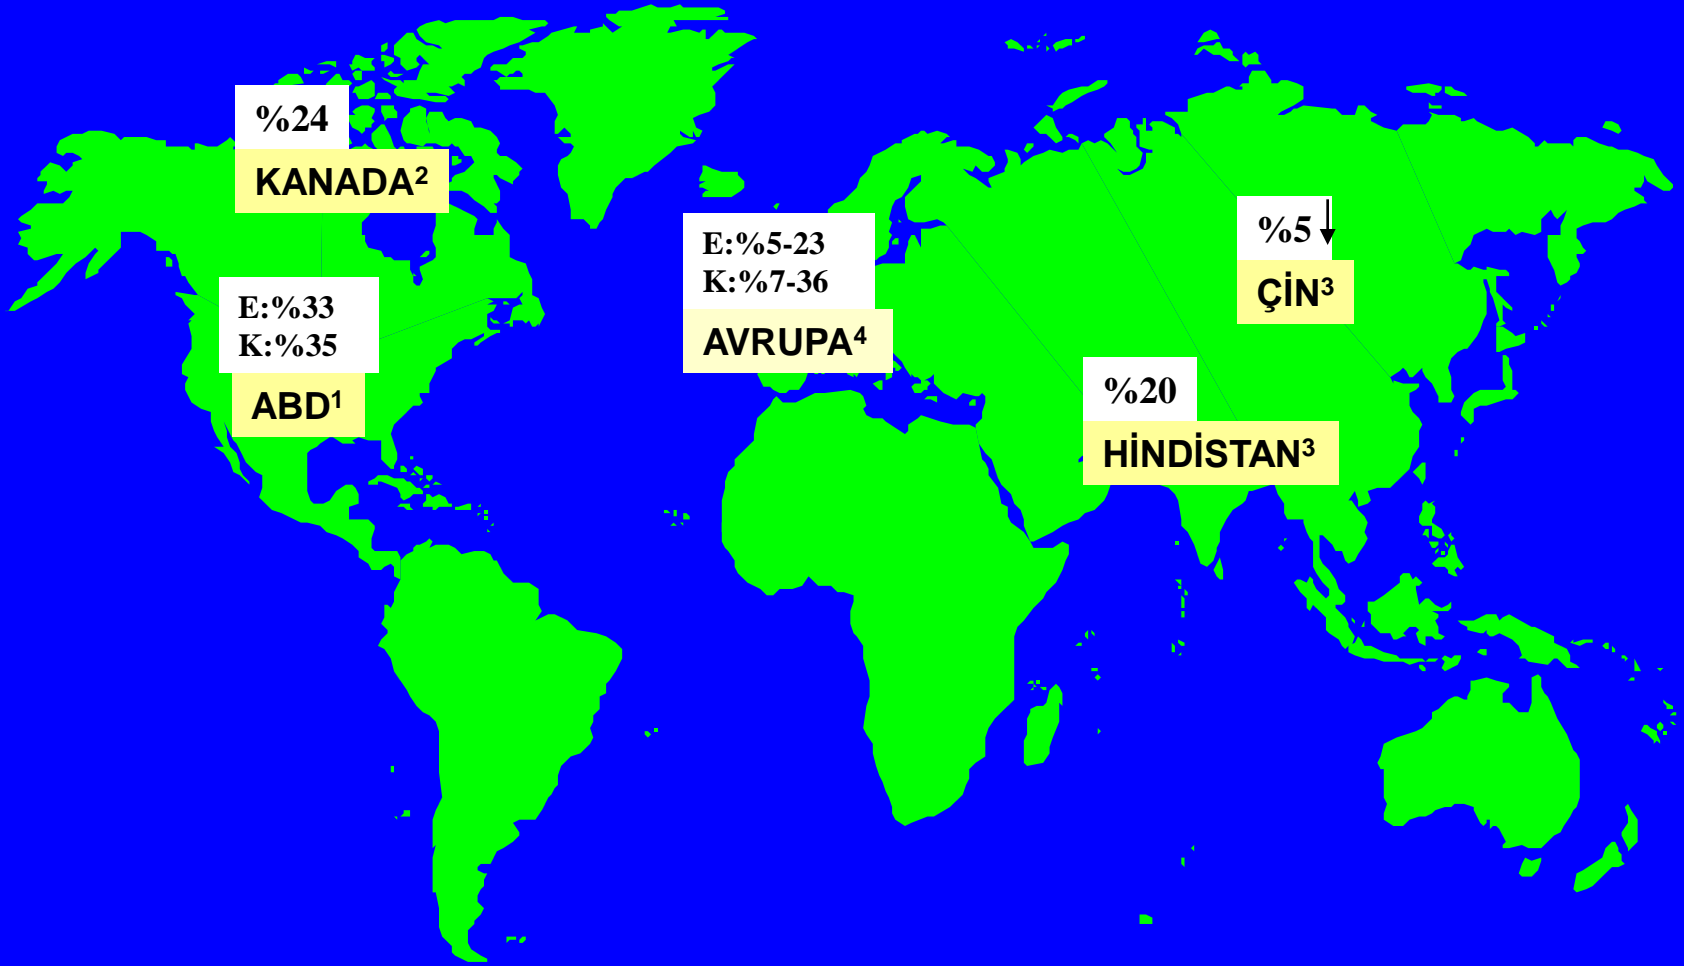 %24
KANADA²
E:%33
K:%35
ABD¹
E:%5-23
K:%7-36
AVRUPA⁴
%5↓
ÇİN³
%20
HİNDİSTAN³